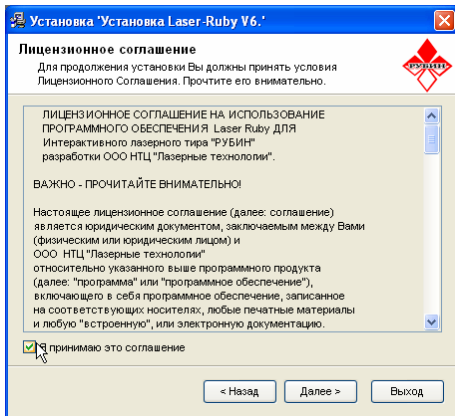 Установка 'Установка Laser-Ruby V6.'
Лицензионное соглашение
Для продолжения установки Вы должны принять условия
Лицензионного Соглашения. Прочтите его внимательно.
РУБИН
ЛИЦЕНЗИОННОЕ СОГЛАШЕНИЕ НА ИСПОЛЬЗОВАНИЕ
ПРОГРАММНОГО ОБЕСПЕЧЕНИЯ Laser Ruby ДЛЯ
Интерактивного лазерного тира "РУБИН"
разработки ООО НТЦ "Лазерные технологии".
ВАЖНО - ПРОЧИТАЙТЕ ВНИМАТЕЛЬНО!
Настоящее лицензионное соглашение (далее: соглашение)
является юридическим документом, заключаемым между Вами
(физическим или юридическим лицом) и
ООО НТЦ "Лазерные технологии"
относительно указанного выше программного продукта
(далее: "программа" или "программное обеспечение"),
включающего в себя программное обеспечение, записанное
на соответствующих носителях, любые печатные материалы
и любую "встроенную", или электронную документацию.
принимаю это соглашение
< Назад
Далее >
Выход